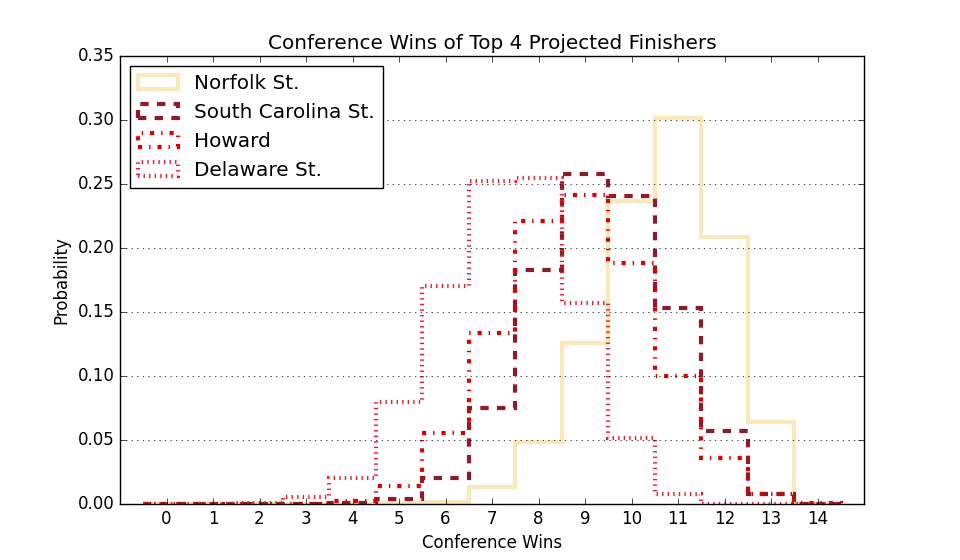 Conference Wins of Top 4 Projected Finishers
0.35
0.30
0.25
0.20
0.15
0.10
0.05
0.00
Probability
Norfolk St.
South Carolina St.
Howard
Delaware St.
0 1 2 3 4 5 6 7 8 9 10 11 12 13 14
Conference Wins